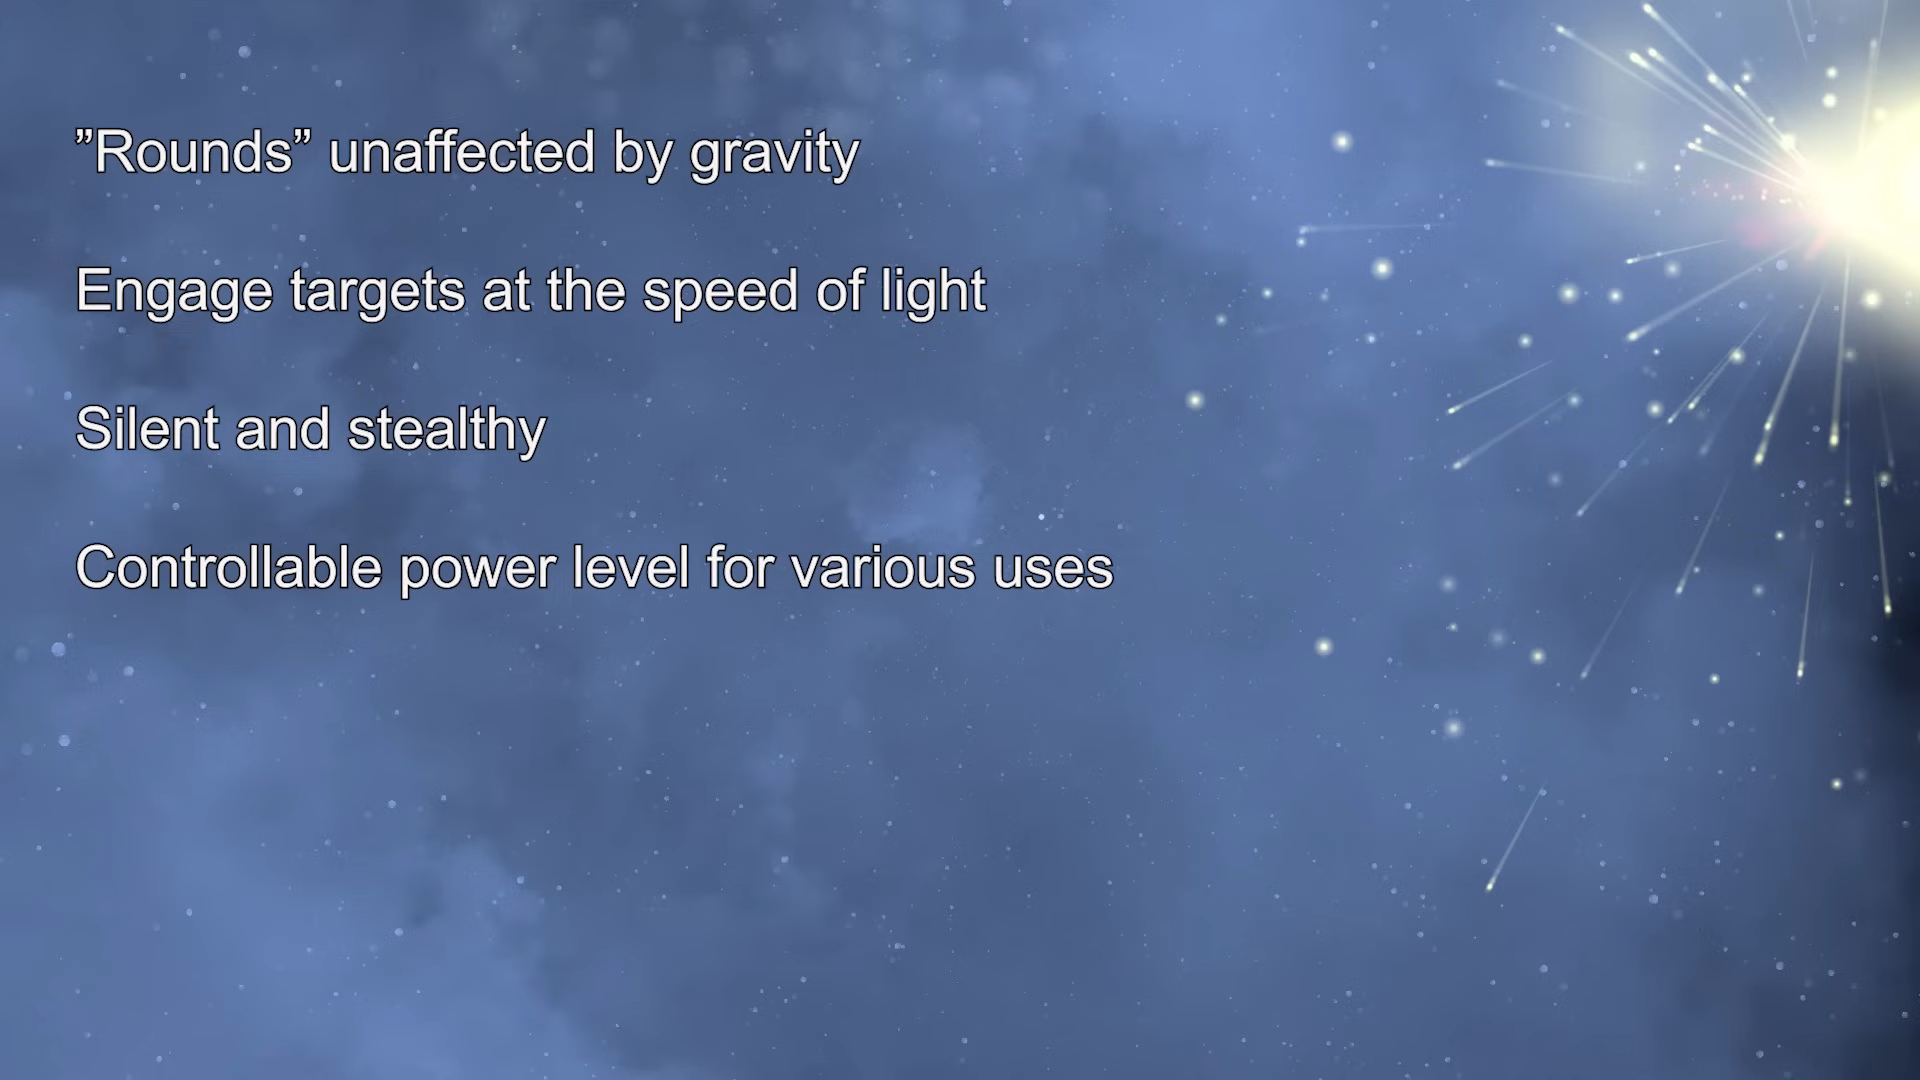 ”Rounds” unaffected by gravity
Engage targets at the speed of light
Silent and stealthy
Controllable power level for various uses